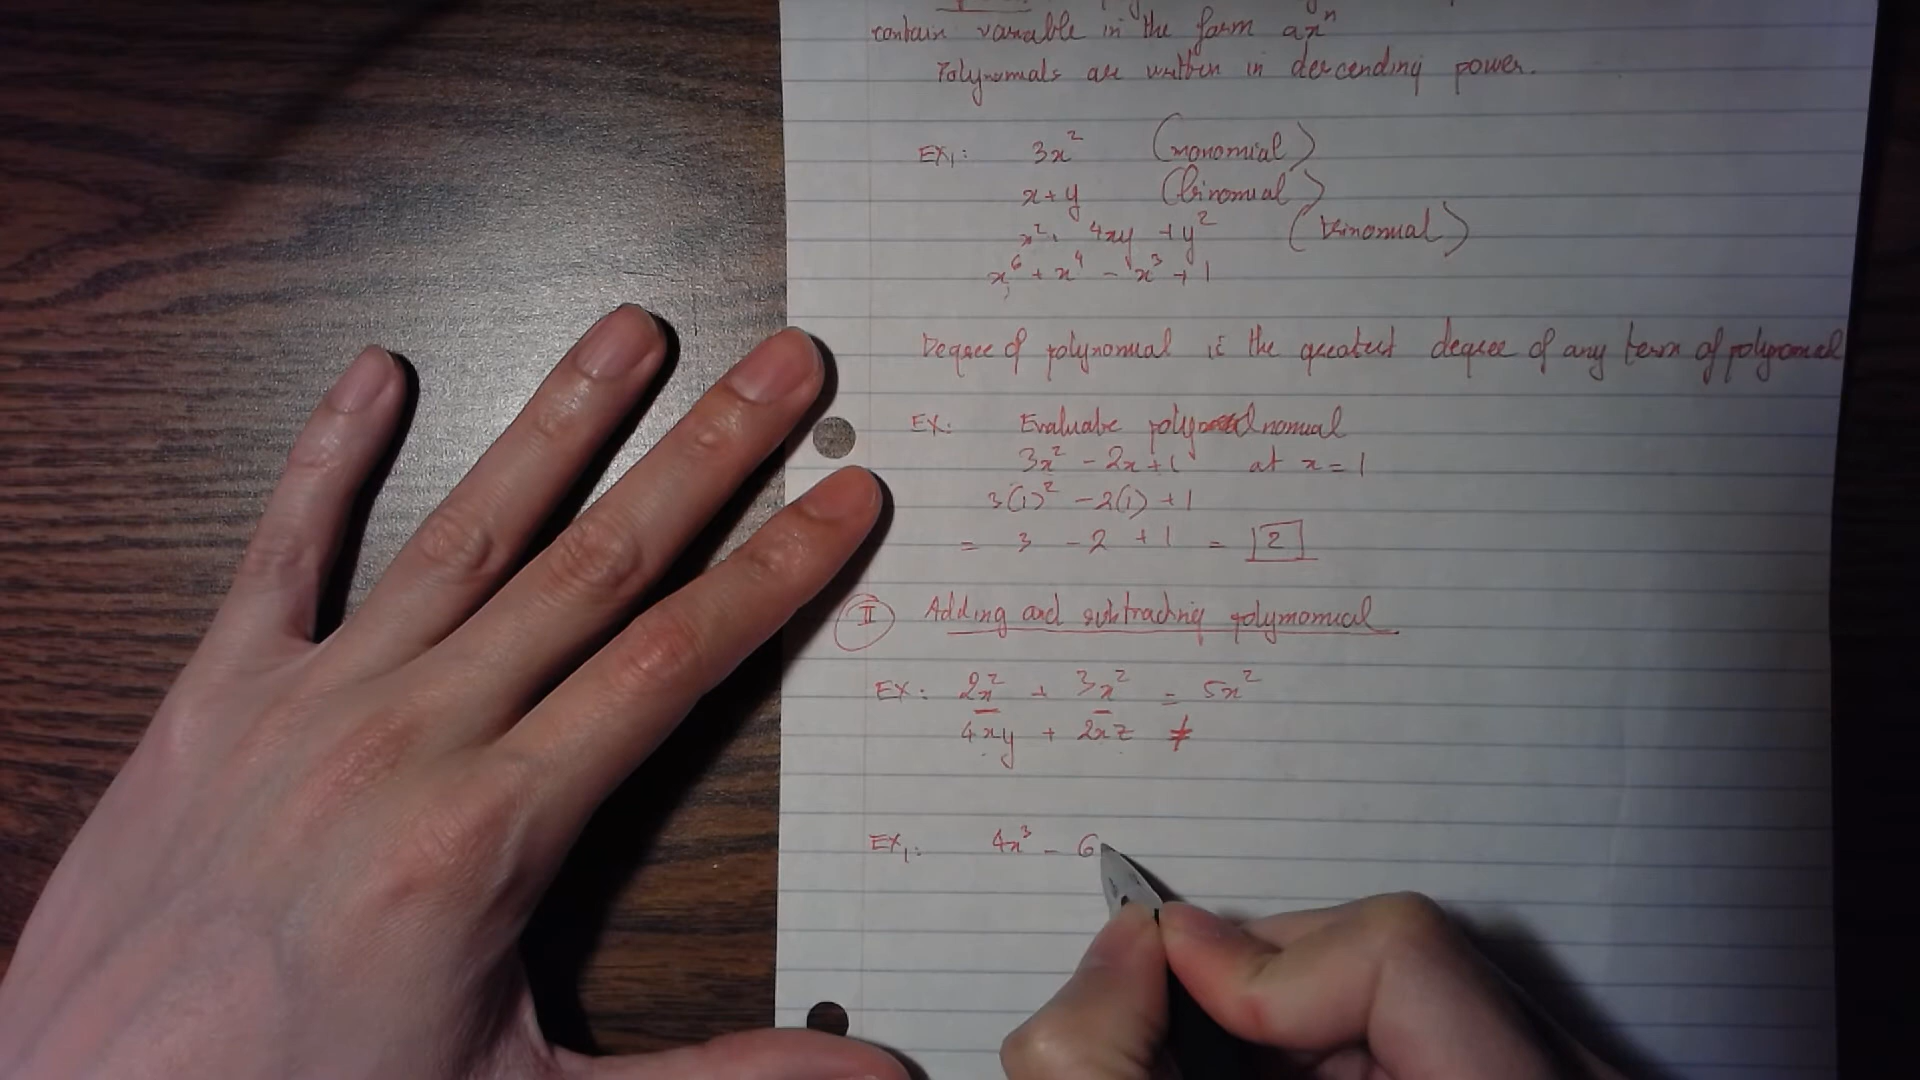 contain variable in the form axⁿ
Polynomials are written in descending power.
EX₁: 3x² (monomial)
x + y (binomial)
x² · 4xy + y² (trinomial)
x⁶ + x⁴ - x³ + 1
Degree of polynomial is the greatest degree of any term of polynomial
EX: Evaluate polynomial
3x² - 2x + 1 at x = 1
3(1)² - 2(1) + 1
= 3 - 2 + 1 = 2
II Adding and subtracting polymomial
EX: 2x² + 3x² = 5x²
4xy + 2xz ≠
EX₁: 4x³ - 6